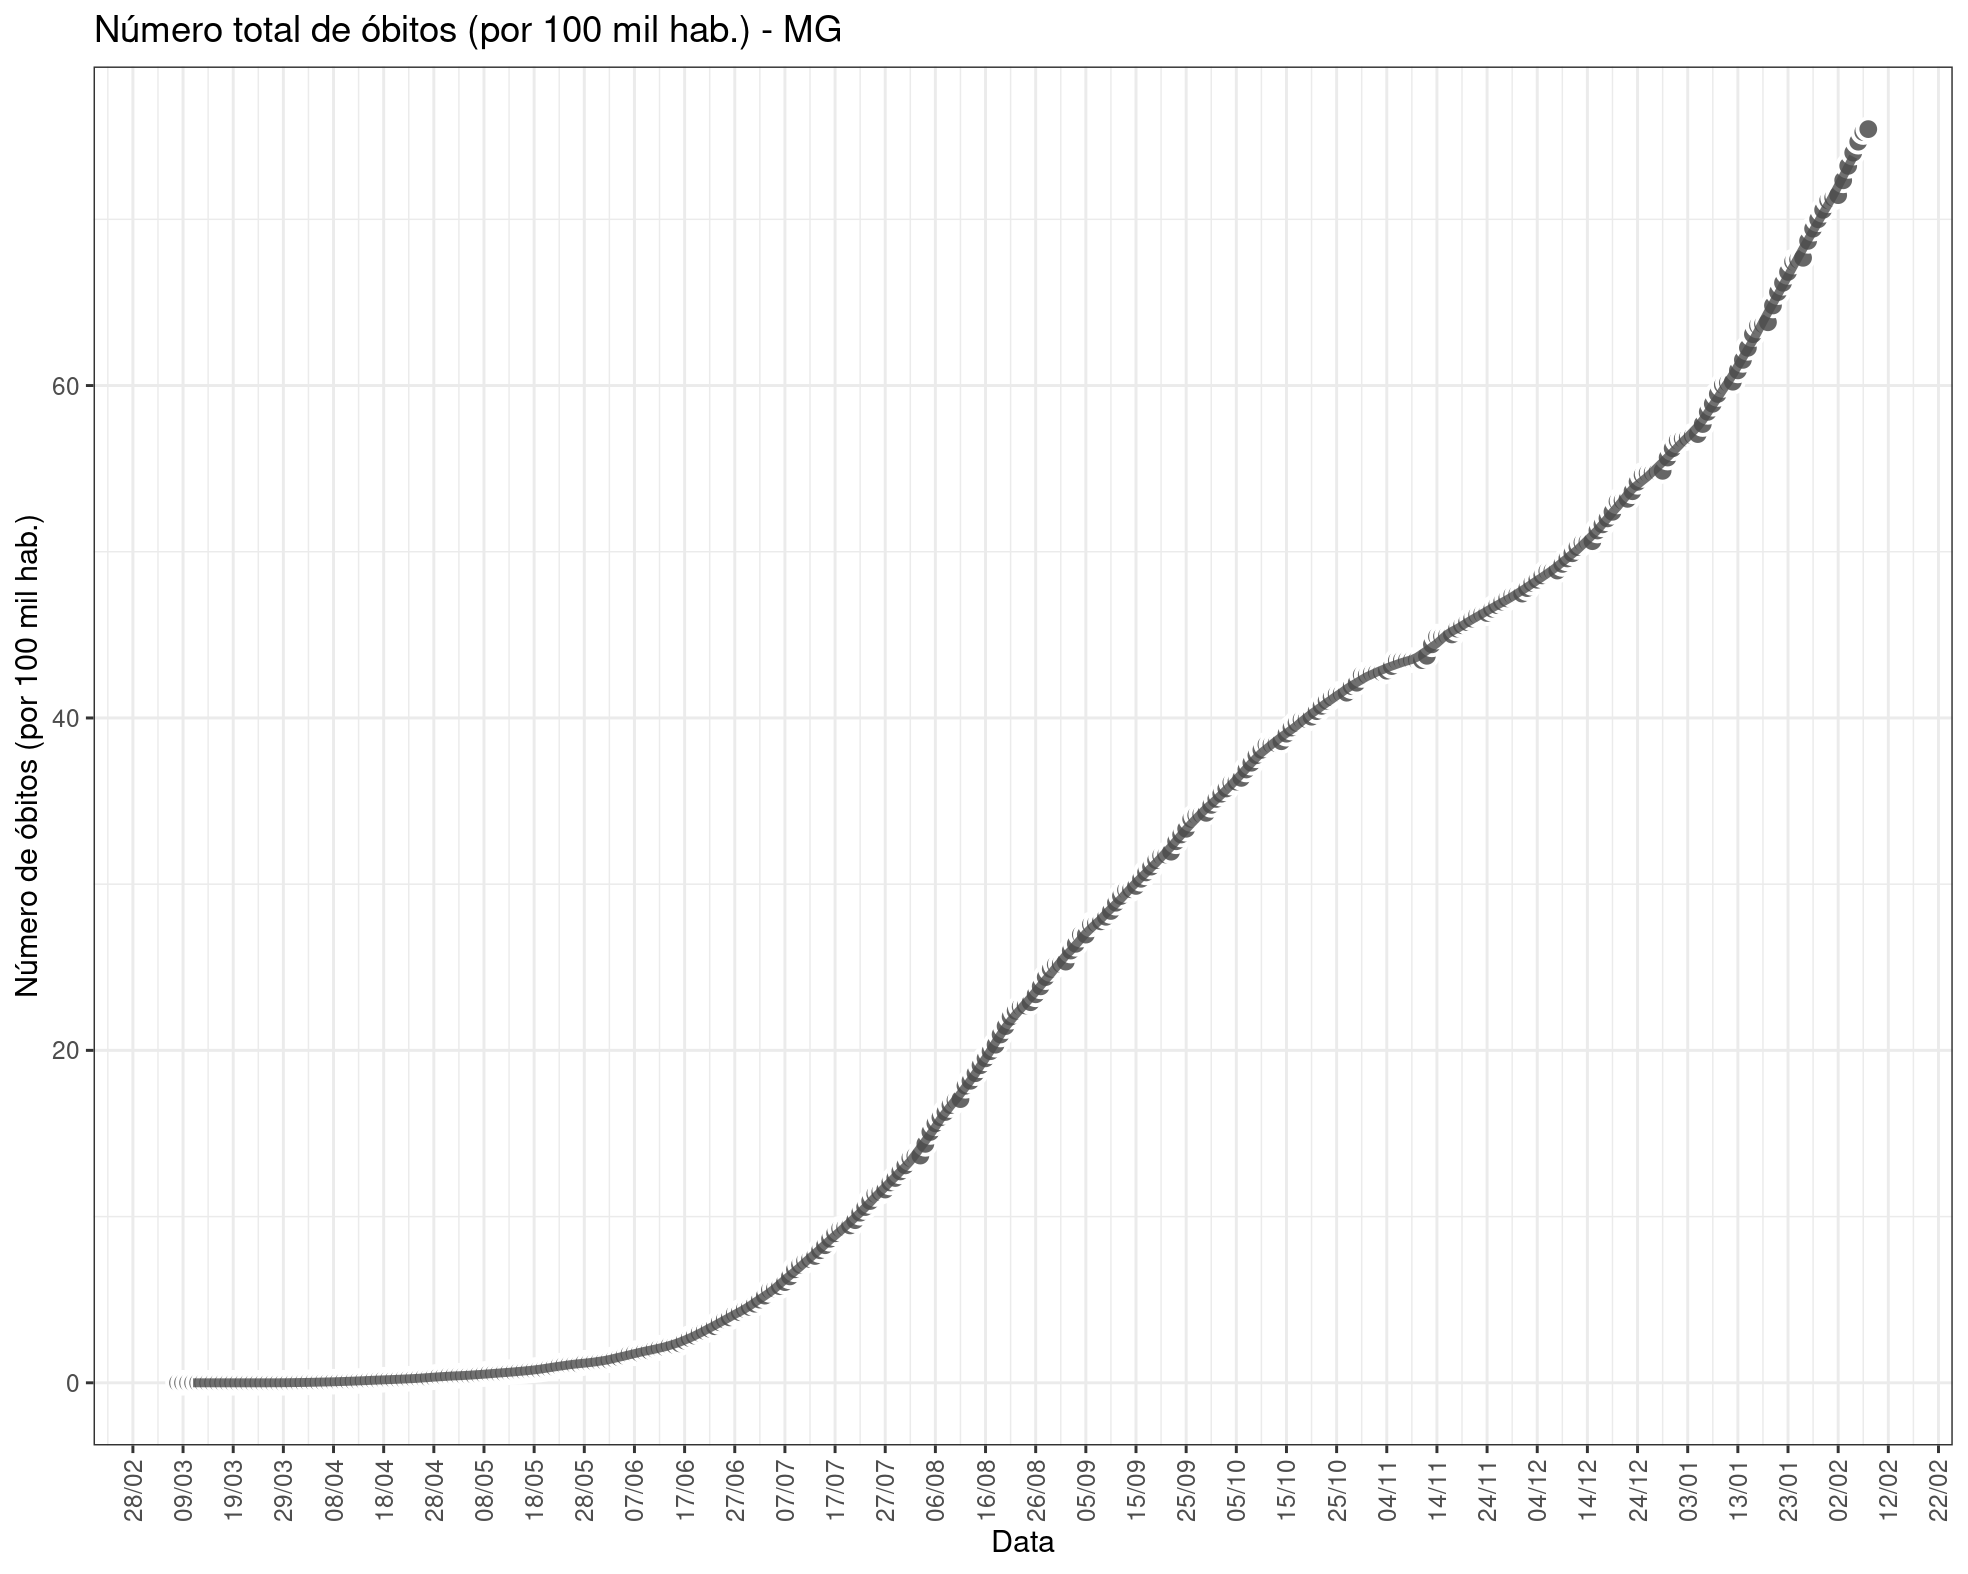 Número total de óbitos (por 100 mil hab.) - MG
Número de óbitos (por 100 mil hab.)
60
40
20
0
28/02 09/03 19/03 29/03 08/04 18/04 28/04 08/05 18/05 28/05 07/06 17/06 27/06 07/07 17/07 27/07 06/08 16/08 26/08 05/09 15/09 25/09 05/10 15/10 25/10 04/11 14/11 24/11 04/12 14/12 24/12 03/01 13/01 23/01 02/02 12/02 22/02
Data